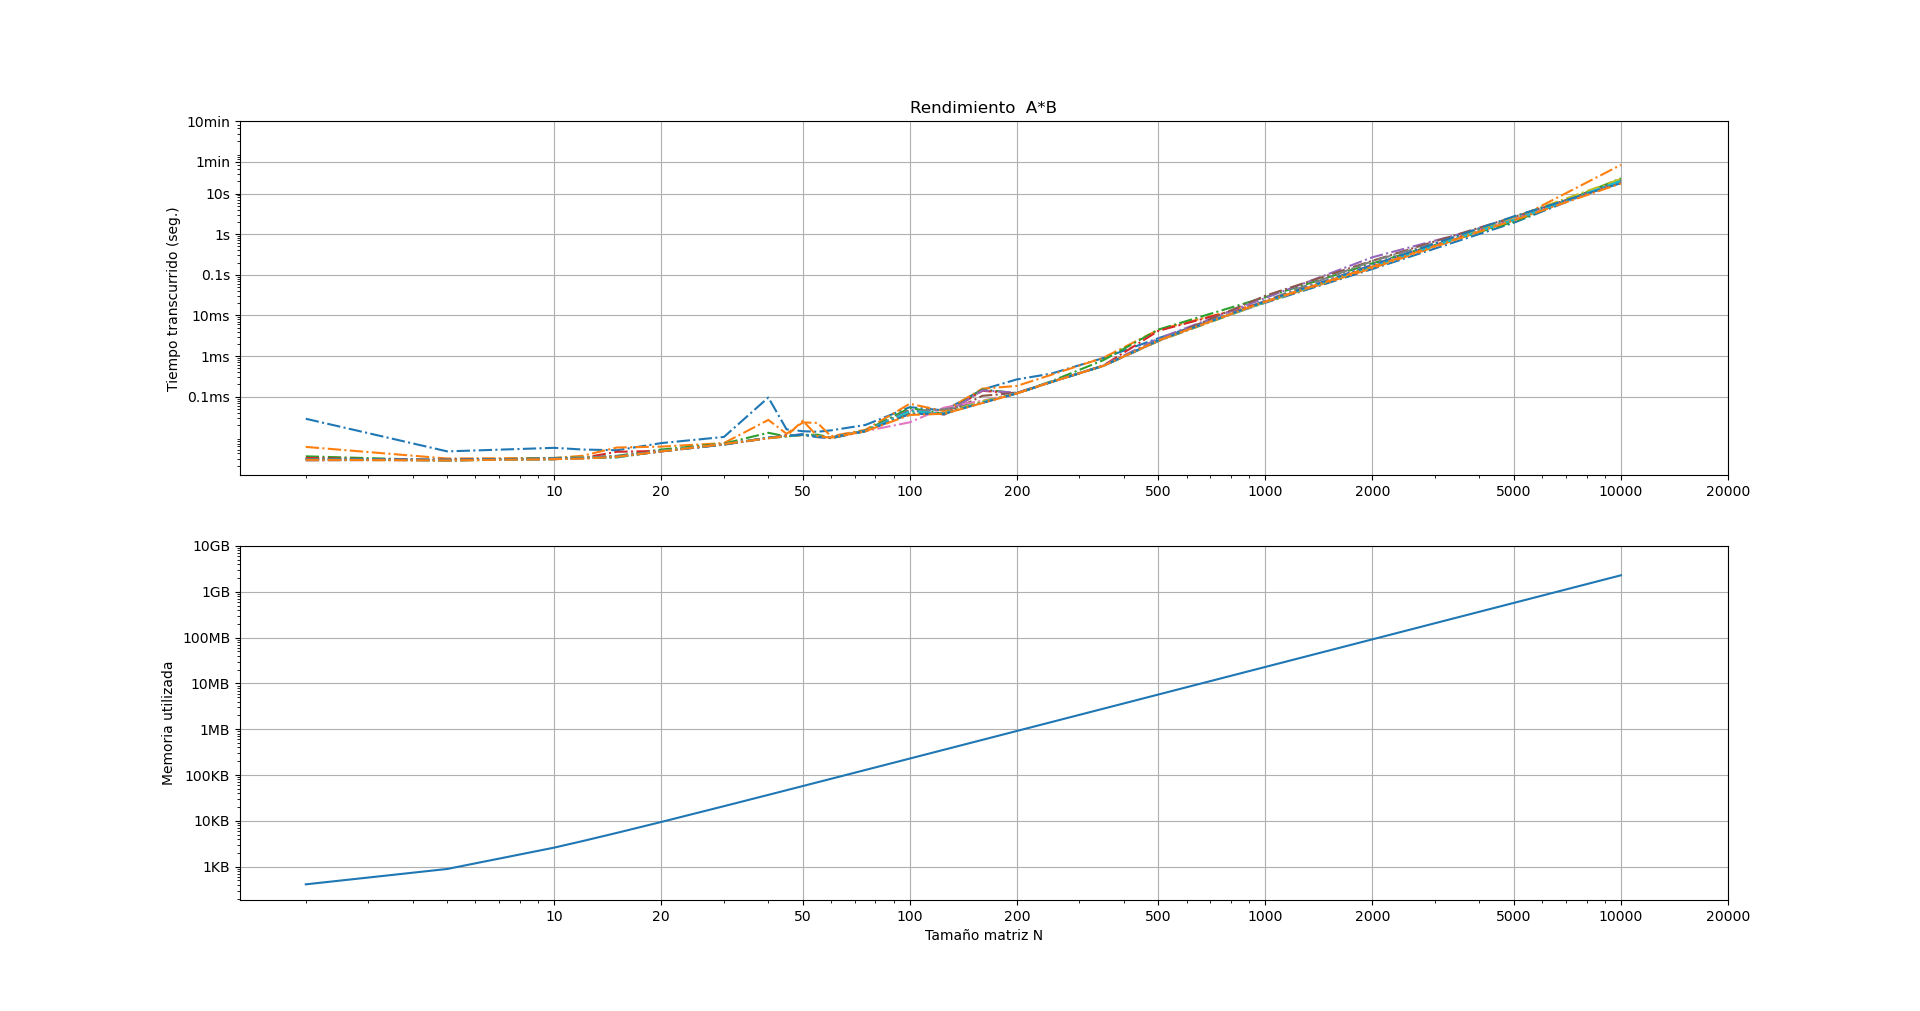 Rendimiento  A*B
10min
1min
10s
1s
0.1s
10ms
1ms
0.1ms
Tiempo transcurrido (seg.)
10 20 50 100 200 500 1000 2000 5000 10000 20000
10GB
1GB
100MB
10MB
1MB
100KB
10KB
1KB
Memoria utilizada
10 20 50 100 200 500 1000 2000 5000 10000 20000
Tamaño matriz N